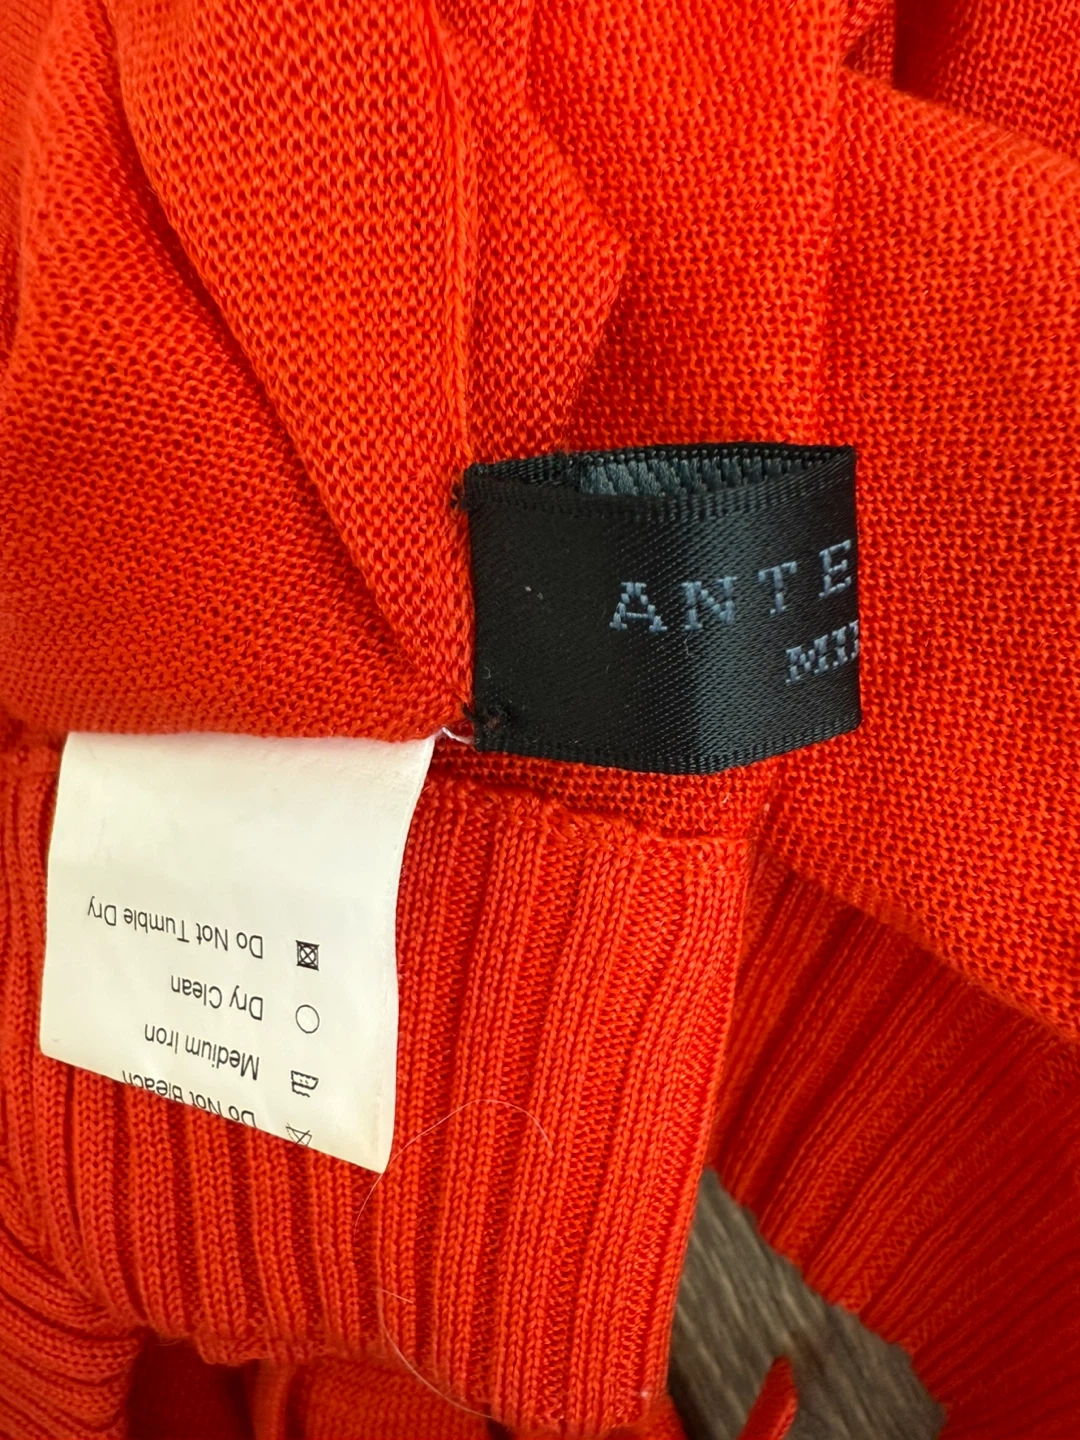 ANTE
MI
Do Not Bleach
Medium Iron
Dry Clean
Do Not Tumble Dry